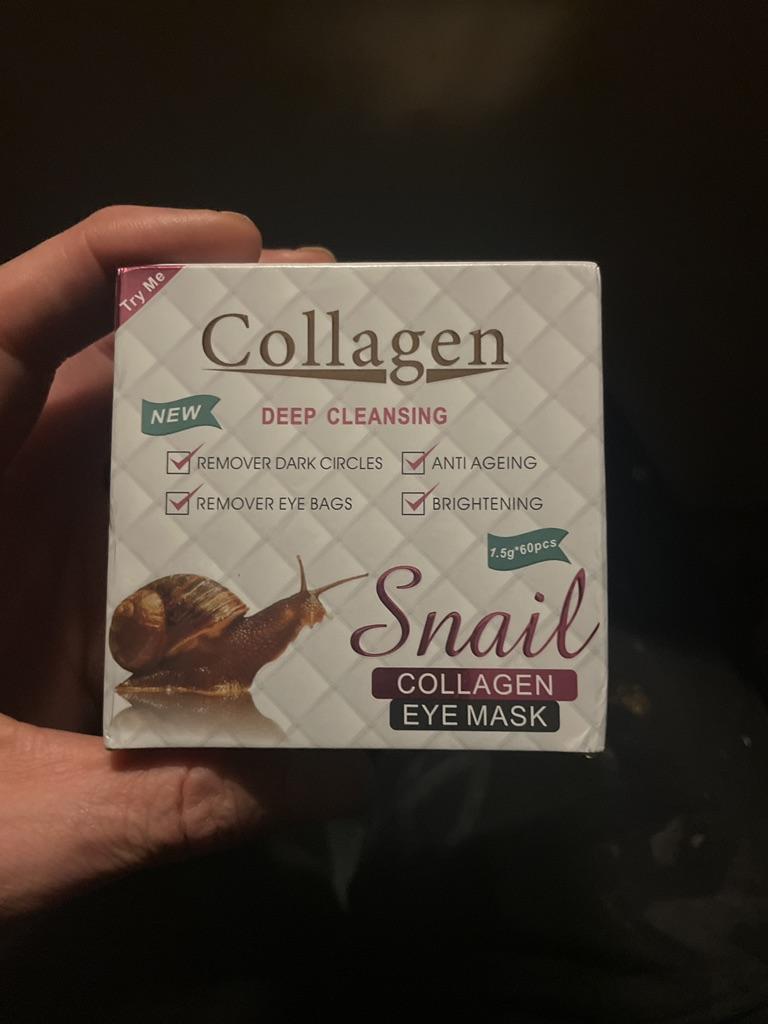 Try Me
Collagen
NEW
DEEP CLEANSING
REMOVER DARK CIRCLES
ANTI AGEING
REMOVER EYE BAGS
BRIGHTENING
1.5g*60pcs
Snail
COLLAGEN
EYE MASK